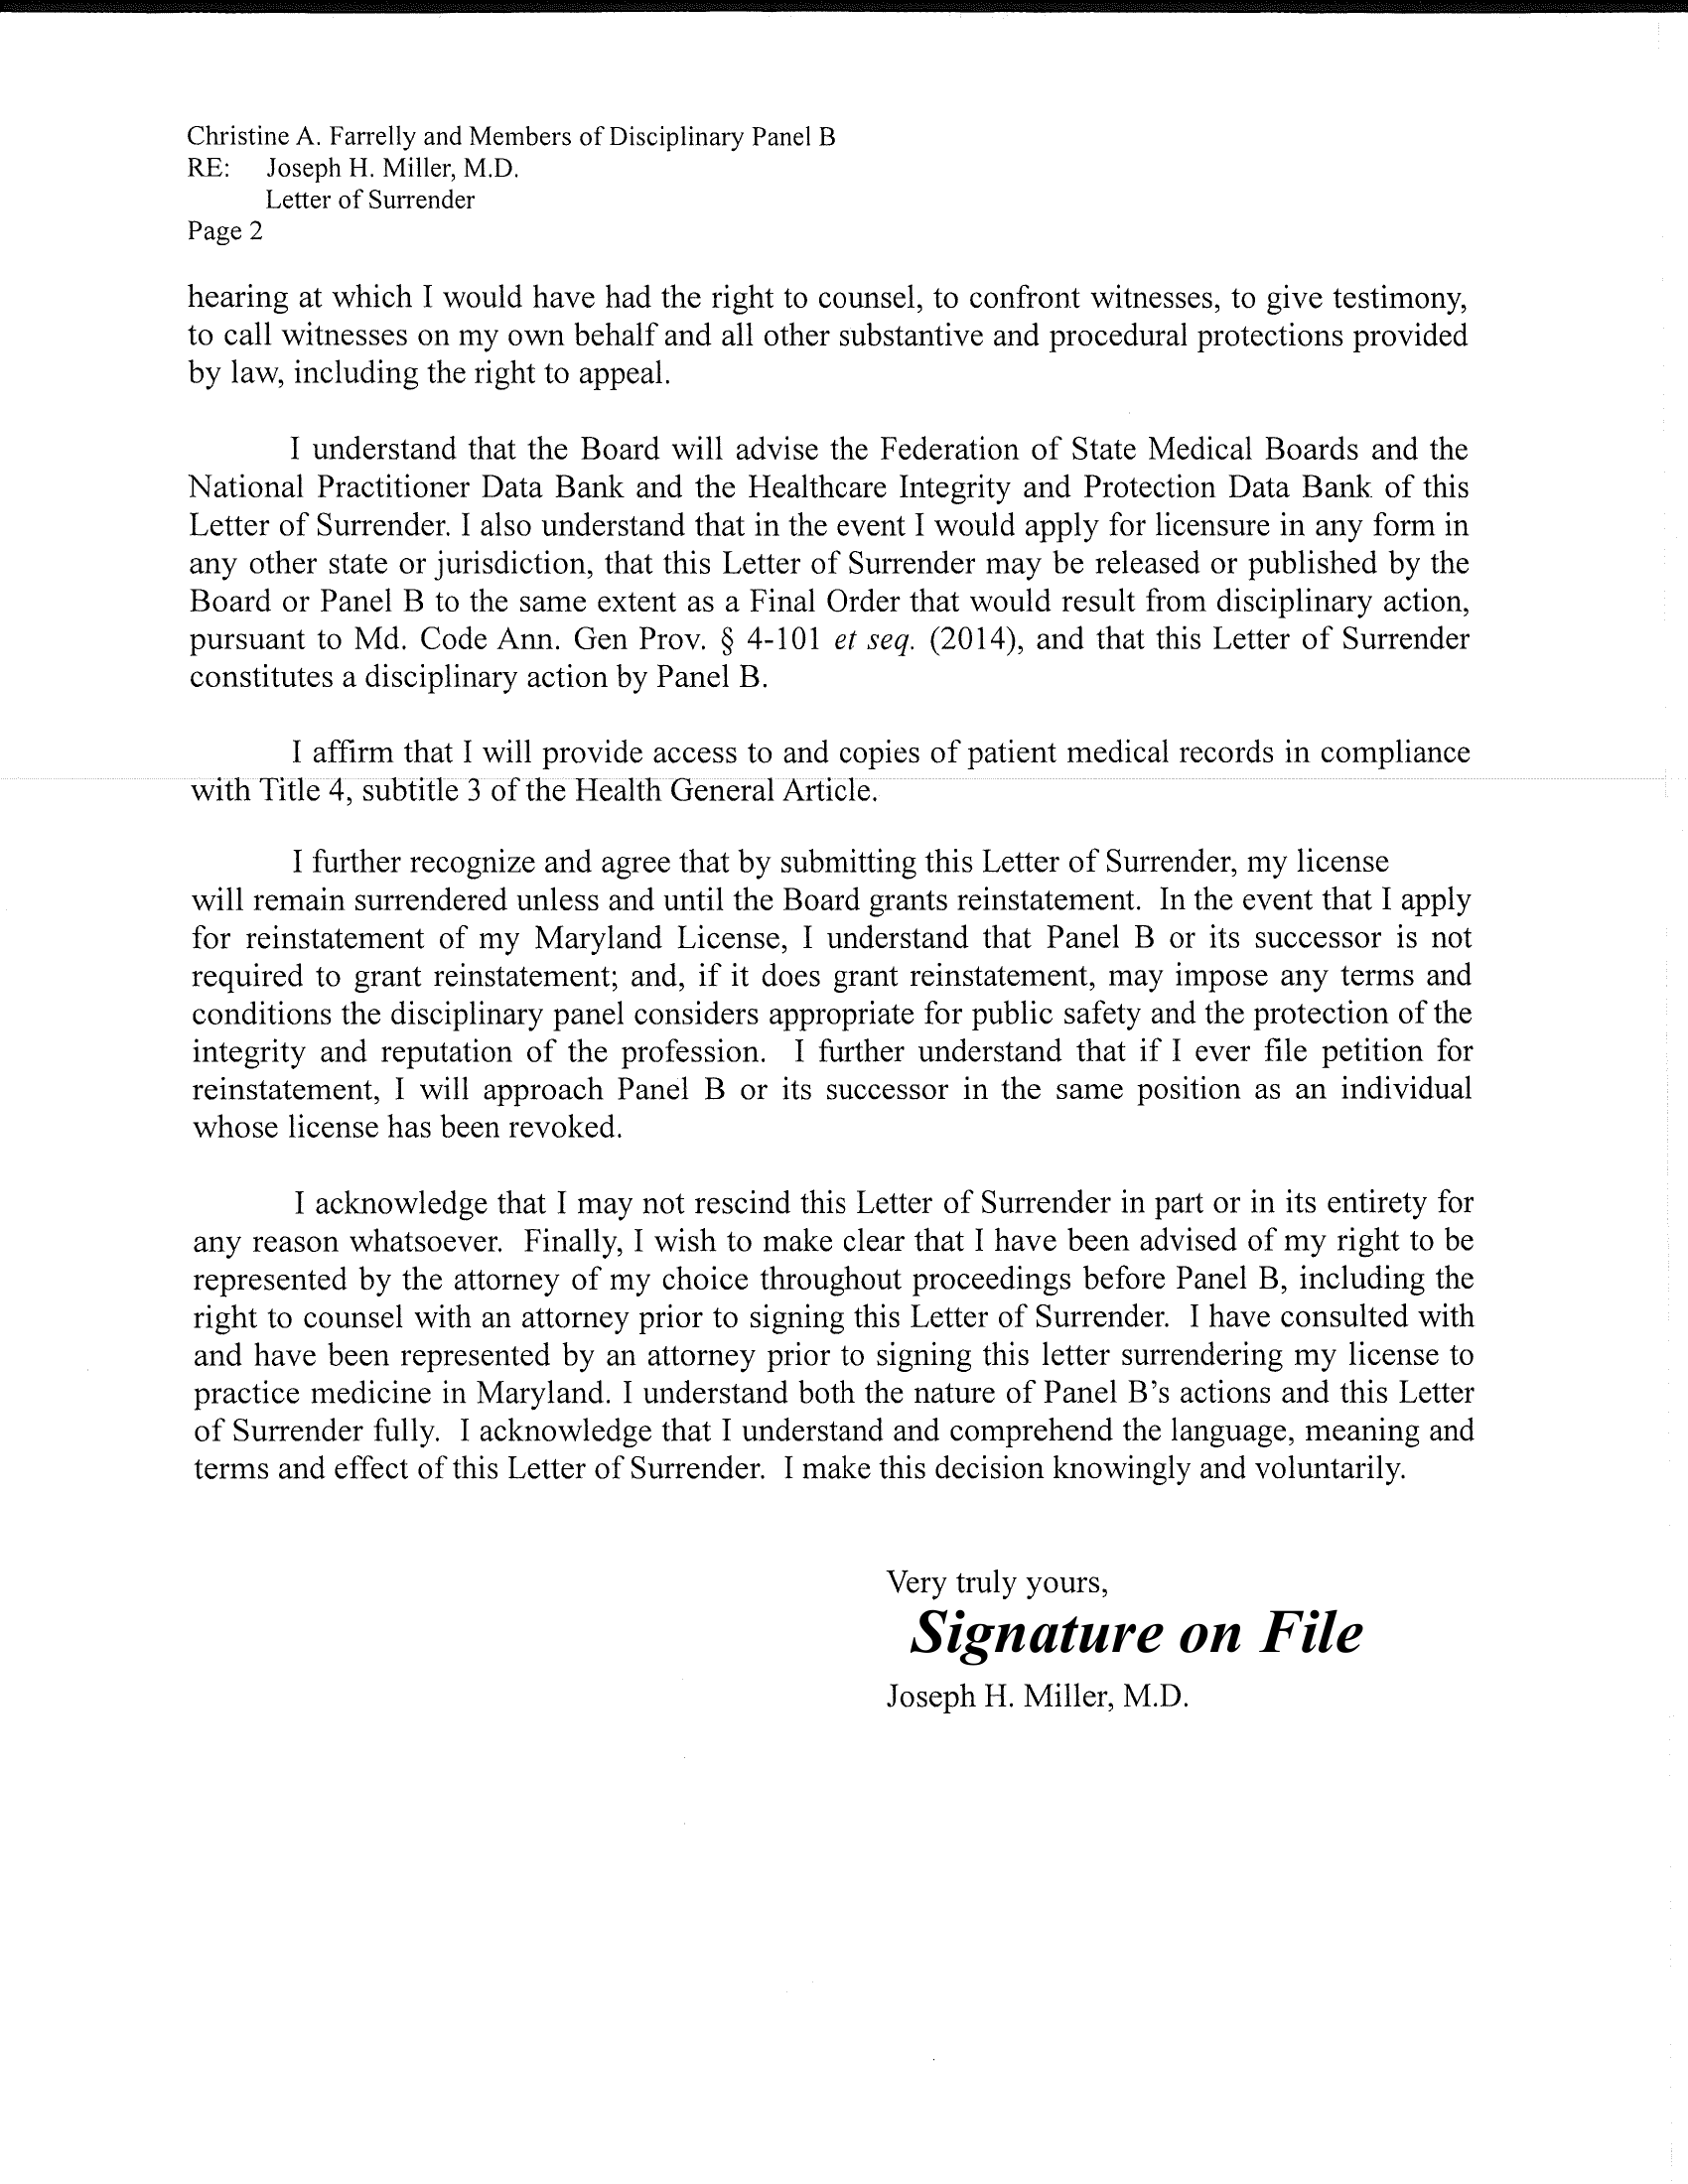 Christine A. Farrelly and Members of Disciplinary Panel B
RE: Joseph H. Miller, M.D.
Letter of Surrender
Page 2
hearing at which I would have had the right to counsel, to confront witnesses, to give testimony,
to call witnesses on my own behalf and all other substantive and procedural protections provided
by law, including the right to appeal.
I understand that the Board will advise the Federation of State Medical Boards and the
National Practitioner Data Bank and the Healthcare Integrity and Protection Data Bank of this
Letter of Surrender. I also understand that in the event I would apply for licensure in any form in
any other state or jurisdiction, that this Letter of Surrender may be released or published by the
Board or Panel B to the same extent as a Final Order that would result from disciplinary action,
pursuant to Md. Code Ann. Gen Prov. § 4-101 et seq. (2014), and that this Letter of Surrender
constitutes a disciplinary action by Panel B.
I affirm that I will provide access to and copies of patient medical records in compliance
with Title 4, subtitle 3 of the Health General Article.
I further recognize and agree that by submitting this Letter of Surrender, my license
will remain surrendered unless and until the Board grants reinstatement. In the event that I apply
for reinstatement of my Maryland License, I understand that Panel B or its successor is not
required to grant reinstatement; and, if it does grant reinstatement, may impose any terms and
conditions the disciplinary panel considers appropriate for public safety and the protection of the
integrity and reputation of the profession. I further understand that if I ever file petition for
reinstatement, I will approach Panel B or its successor in the same position as an individual
whose license has been revoked.
I acknowledge that I may not rescind this Letter of Surrender in part or in its entirety for
any reason whatsoever. Finally, I wish to make clear that I have been advised of my right to be
represented by the attorney of my choice throughout proceedings before Panel B, including the
right to counsel with an attorney prior to signing this Letter of Surrender. I have consulted with
and have been represented by an attorney prior to signing this letter surrendering my license to
practice medicine in Maryland. I understand both the nature of Panel B's actions and this Letter
of Surrender fully. I acknowledge that I understand and comprehend the language, meaning and
terms and effect of this Letter of Surrender. I make this decision knowingly and voluntarily.
Very truly yours,
Signature on File
Joseph H. Miller, M.D.